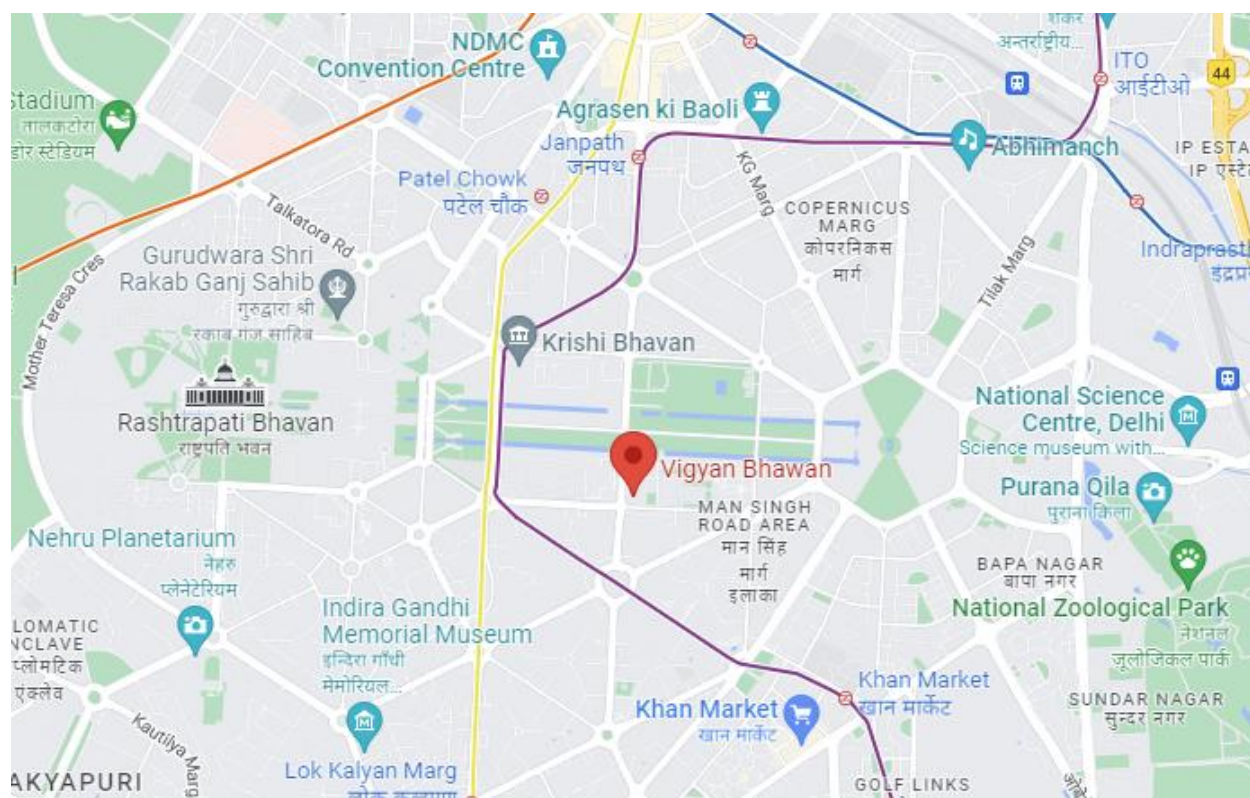 NDMC
Convention Centre
Stadium
तालकटोरा
डोर स्टेडियम
Agrasen ki Baoli
Janpath
जनपथ
Patel Chowk
पटेल चौक
अन्तर्राष्ट्रीय...
ITO
आईटीओ
44
Abhimanch
IP ESTA
IP एस्टे
KG Marg
COPERNICUS
MARG
कोपरनिकस
मार्ग
Talkatora Rd
Mother Teresa Cres
Gurudwara Shri
Rakab Ganj Sahib
गुरुद्वारा श्री
रकाब गंज साहिब
Tilak Marg
Indraprast
इंद्रप्र
Krishi Bhavan
Rashtrapati Bhavan
राष्ट्रपति भवन
National Science
Centre, Delhi
Science museum with...
Vigyan Bhawan
Purana Qila
पुराना किला
MAN SINGH
ROAD AREA
मान सिंह
मार्ग
इलाका
Nehru Planetarium
नेहरू
प्लेनेटेरियम
BAPA NAGAR
बापा नगर
National Zoological Park
नेशनल
जूलोजिकल पार्क
Indira Gandhi
Memorial Museum
इन्दिरा गाँधी
मेमोरियल...
LOMATIC
NCLAVE
प्लोमटिक
एंक्लेव
Khan Market
खान मार्केट
Khan Market
खान मार्केट
SUNDAR NAGAR
सुन्दर नगर
Kautilya Marg
AKYAPURI
Lok Kalyan Marg
GOLF LINKS